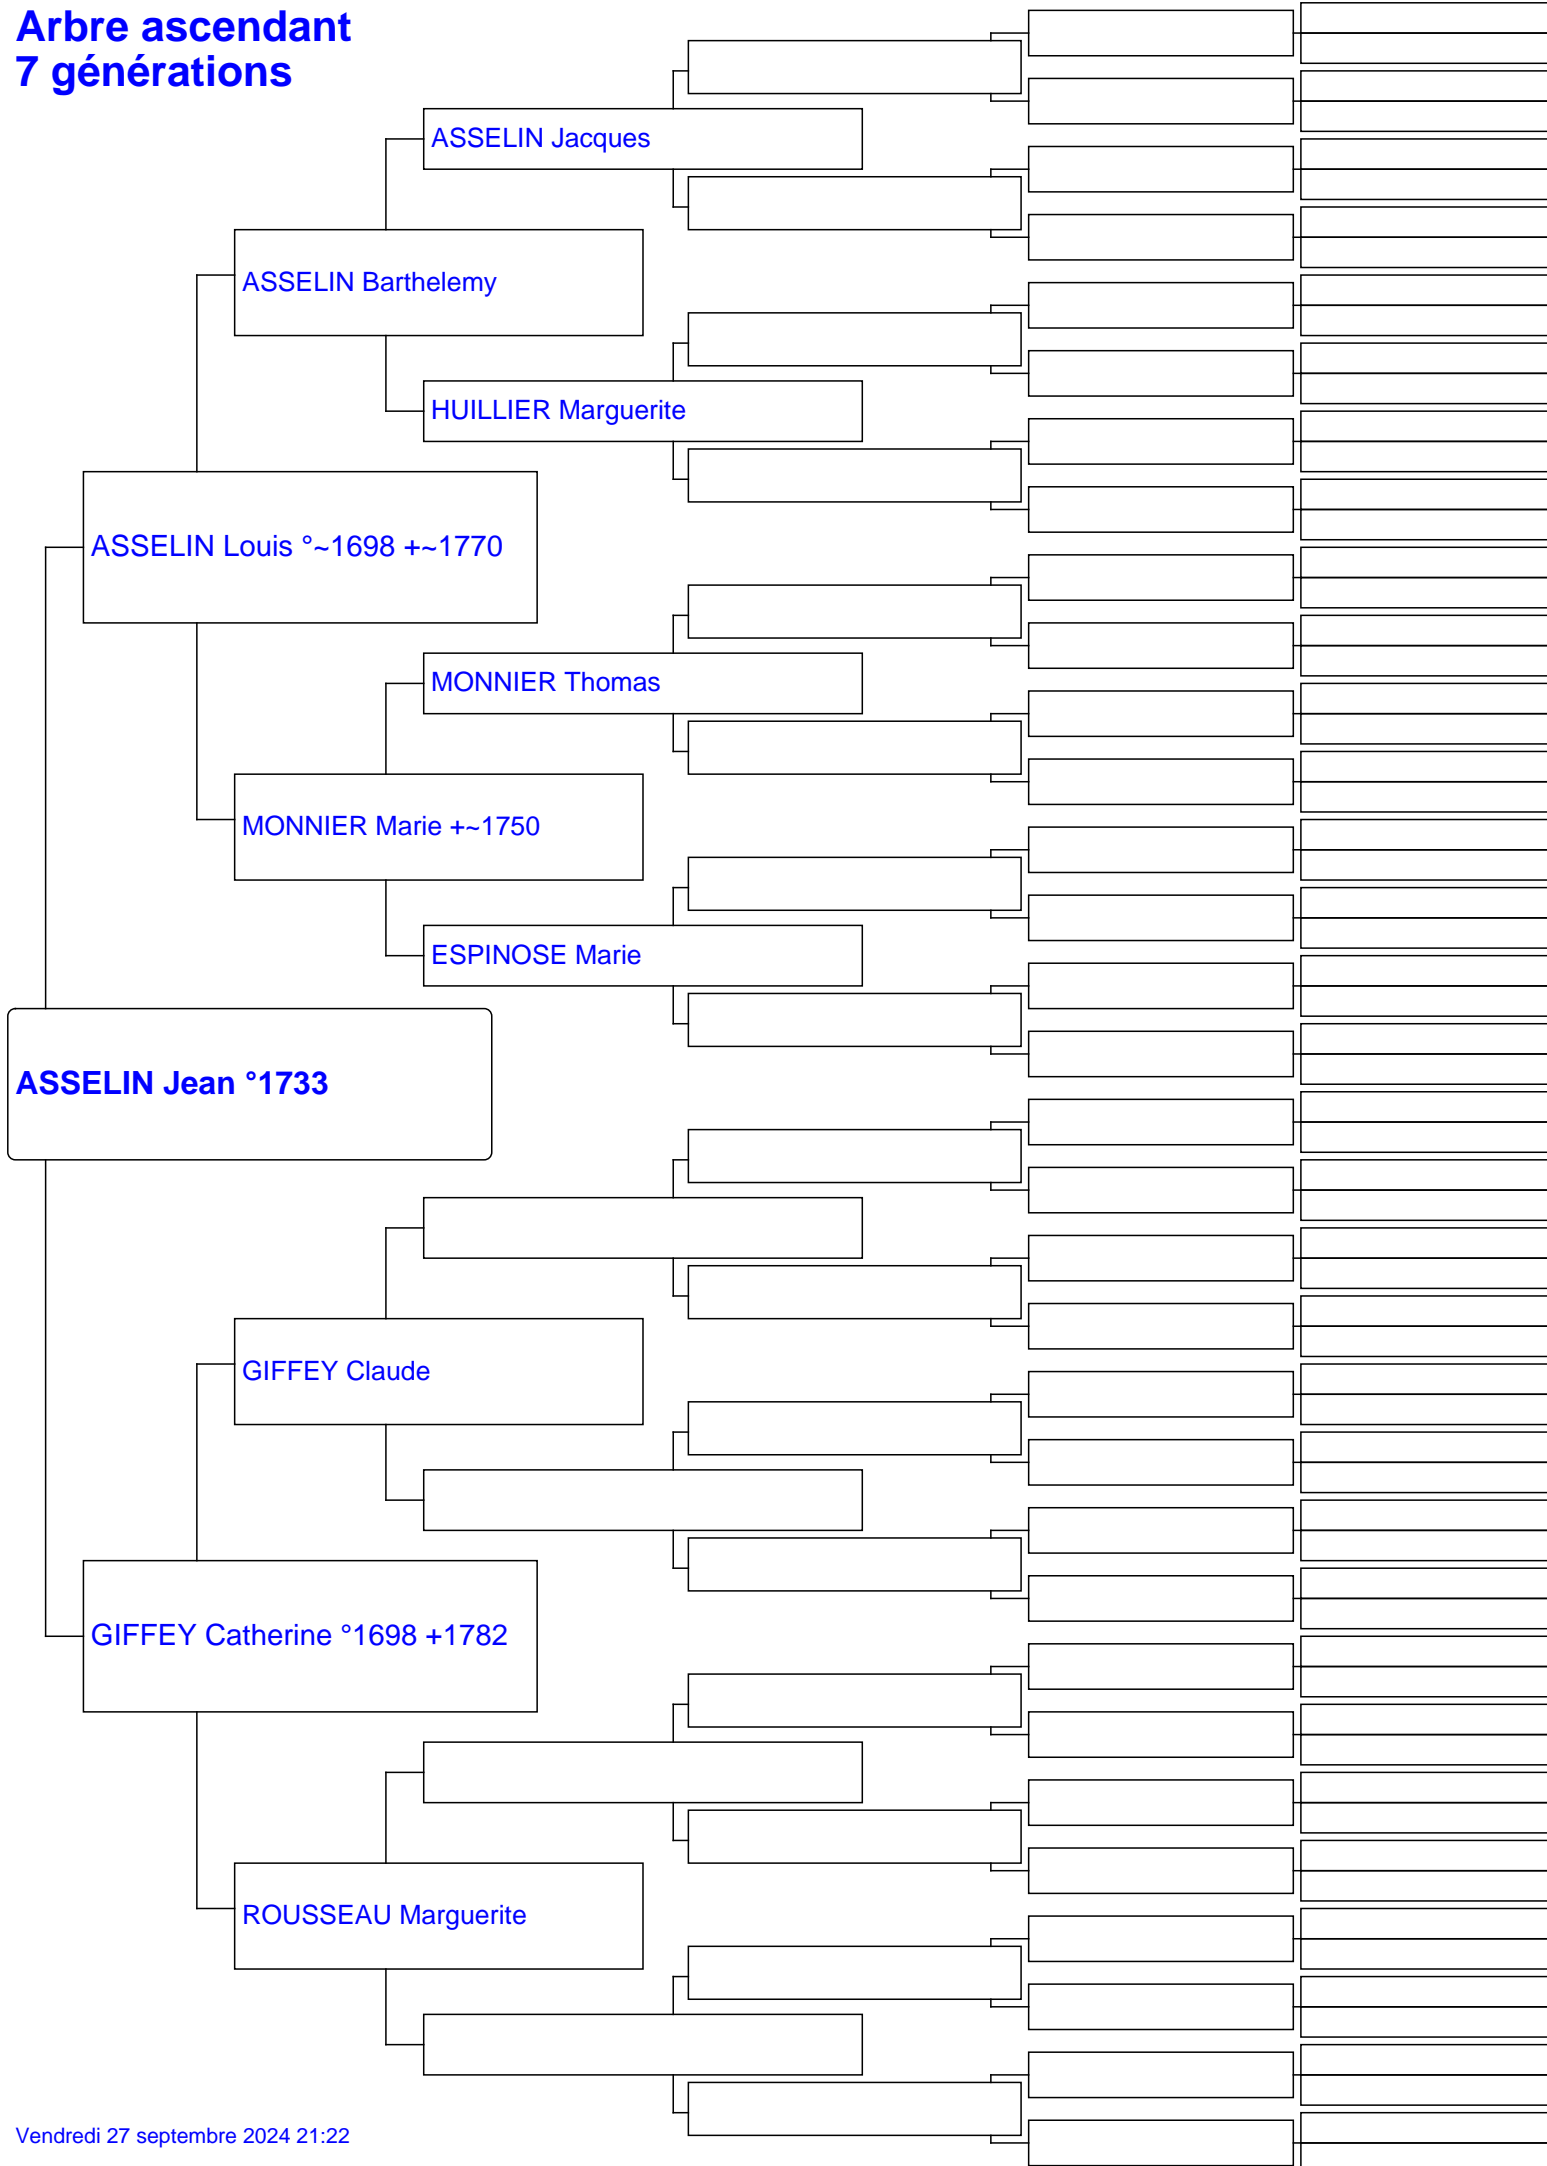 Arbre ascendant
7 générations
ASSELIN Jacques
ASSELIN Barthelemy
HUILLIER Marguerite
ASSELIN Louis °~1698 +~1770
MONNIER Thomas
MONNIER Marie +~1750
ESPINOSE Marie
ASSELIN Jean °1733
GIFFEY Claude
GIFFEY Catherine °1698 +1782
ROUSSEAU Marguerite
Vendredi 27 septembre 2024 21:22